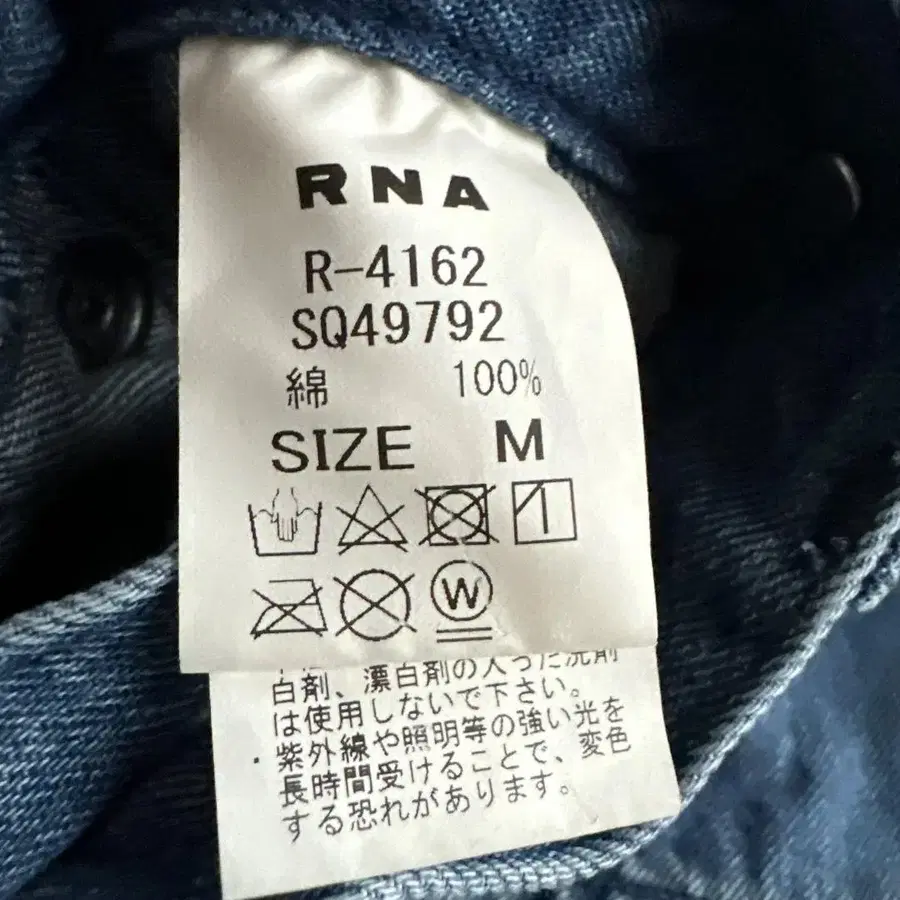 RNA
R-4162
SQ49792
綿 100%
SIZE M
W
白剤、漂白剤の入った洗剤
は使用しないで下さい。
紫外線や照明等の強い光を
長時間受けることで、変色
する恐れがあります。